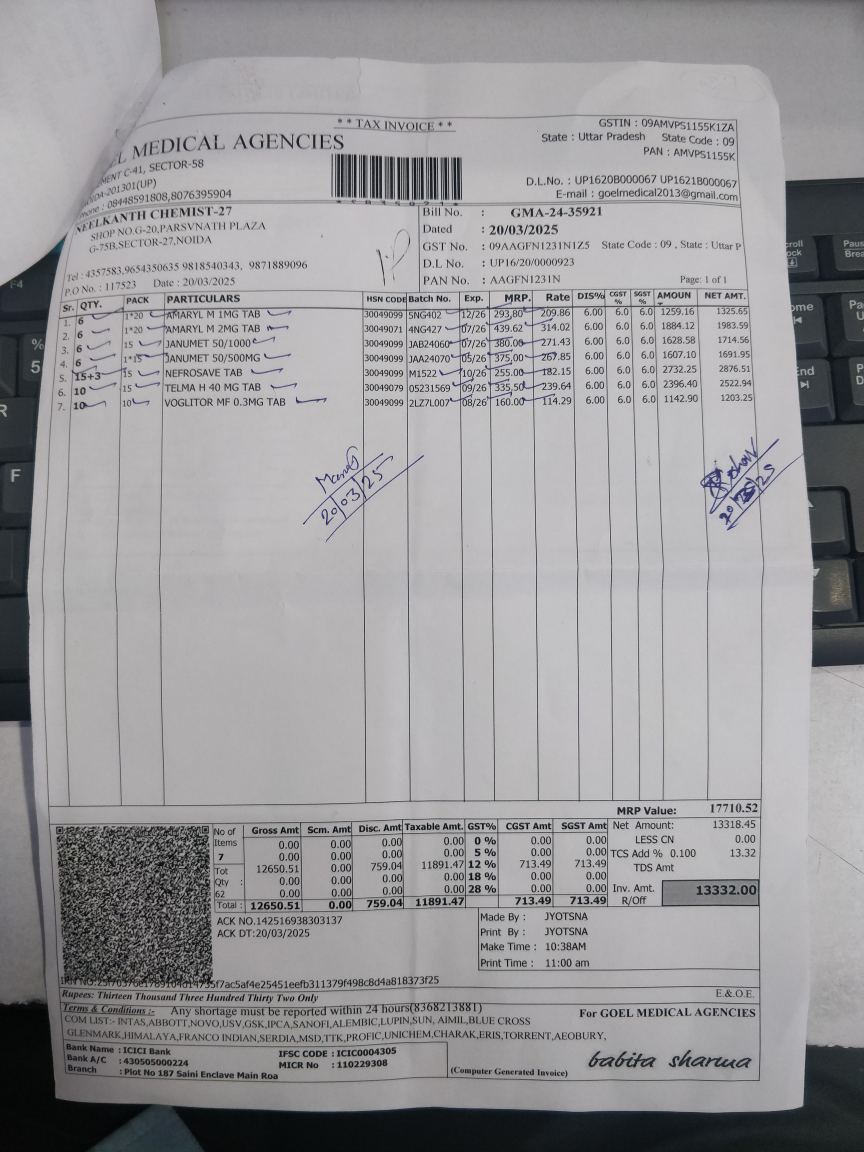 * * TAX INVOICE * *
GSTIN : 09AMVPS1155K1ZA
State : Uttar Pradesh State Code : 09
PAN : AMVPS1155K
EL MEDICAL AGENCIES
MENT C-41, SECTOR-58
NOIDA-201301(UP)
Phone : 08448591808,8076395904
D.L.No. : UP1620B000067 UP1621B000067
E-mail : goelmedical2013@gmail.com
NEELKANTH CHEMIST-27
SHOP NO.G-20,PARSVNATH PLAZA
G-75B,SECTOR-27,NOIDA
Tel : 4357583,9654350635 9818540343, 9871889096
P.O No. : 117523 Date : 20/03/2025
Bill No. : GMA-24-35921
Dated : 20/03/2025
GST No. : 09AAGFN1231N1Z5 State Code : 09 , State : Uttar P
D.L No. : UP16/20/0000923
PAN No. : AAGFN1231N Page: 1 of 1
Sr. QTY. PACK PARTICULARS HSN CODE Batch No. Exp. MRP. Rate DIS% CGST % SGST % AMOUN NET AMT.
1. 6 1*20 AMARYL M 1MG TAB 30049099 5NG402 12/26 293.80 209.86 6.00 6.0 6.0 1259.16 1325.65
2. 6 1*20 AMARYL M 2MG TAB 30049071 4NG427 07/26 439.62 314.02 6.00 6.0 6.0 1884.12 1983.59
3. 6 15 JANUMET 50/1000 30049099 JAB24060 07/26 380.00 271.43 6.00 6.0 6.0 1628.58 1714.56
4. 6 1*15 JANUMET 50/500MG 30049099 JAA24070 05/26 375.00 267.85 6.00 6.0 6.0 1607.10 1691.95
5. 15+3 15 NEFROSAVE TAB 30049099 M1522 10/26 255.00 182.15 6.00 6.0 6.0 2732.25 2876.51
6. 10 15 TELMA H 40 MG TAB 30049079 05231569 09/26 335.50 239.64 6.00 6.0 6.0 2396.40 2522.94
7. 10 10 VOGLITOR MF 0.3MG TAB 30049099 2LZ7L007 08/26 160.00 114.29 6.00 6.0 6.0 1142.90 1203.25
20/03/25
MRP Value: 17710.52
No of Items 7 Tot Qty : 62
Gross Amt Scm. Amt Disc. Amt Taxable Amt. GST% CGST Amt SGST Amt
0.00 0.00 0.00 0.00 0 % 0.00 0.00
0.00 0.00 0.00 0.00 5 % 0.00 0.00
12650.51 0.00 759.04 11891.47 12 % 713.49 713.49
0.00 0.00 0.00 0.00 18 % 0.00 0.00
0.00 0.00 0.00 0.00 28 % 0.00 0.00
Total : 12650.51 0.00 759.04 11891.47 713.49 713.49
Net Amount: 13318.45
LESS CN 0.00
TCS Add % 0.100 13.32
TDS Amt
Inv. Amt. 13332.00
R/Off
ACK NO.142516938303137
ACK DT:20/03/2025
Made By : JYOTSNA
Print By : JYOTSNA
Make Time : 10:38AM
Print Time : 11:00 am
Rupees: Thirteen Thousand Three Hundred Thirty Two Only
E.& O.E.
Terms & Conditions :- Any shortage must be reported within 24 hours(8368213881)
COM LIST:- INTAS,ABBOTT,NOVO,USV,GSK,IPCA,SANOFI,ALEMBIC,LUPIN,SUN, AIMIL,BLUE CROSS
GLENMARK,HIMALAYA,FRANCO INDIAN,SERDIA,MSD,TTK,PROFIC,UNICHEM,CHARAK,ERIS,TORRENT,AEOBURY,
For GOEL MEDICAL AGENCIES
Bank Name : ICICI Bank
Bank A/C : 430505000224
Branch : Plot No 187 Saini Enclave Main Roa
IFSC CODE : ICIC0004305
MICR No : 110229308
(Computer Generated Invoice)
babita sharma